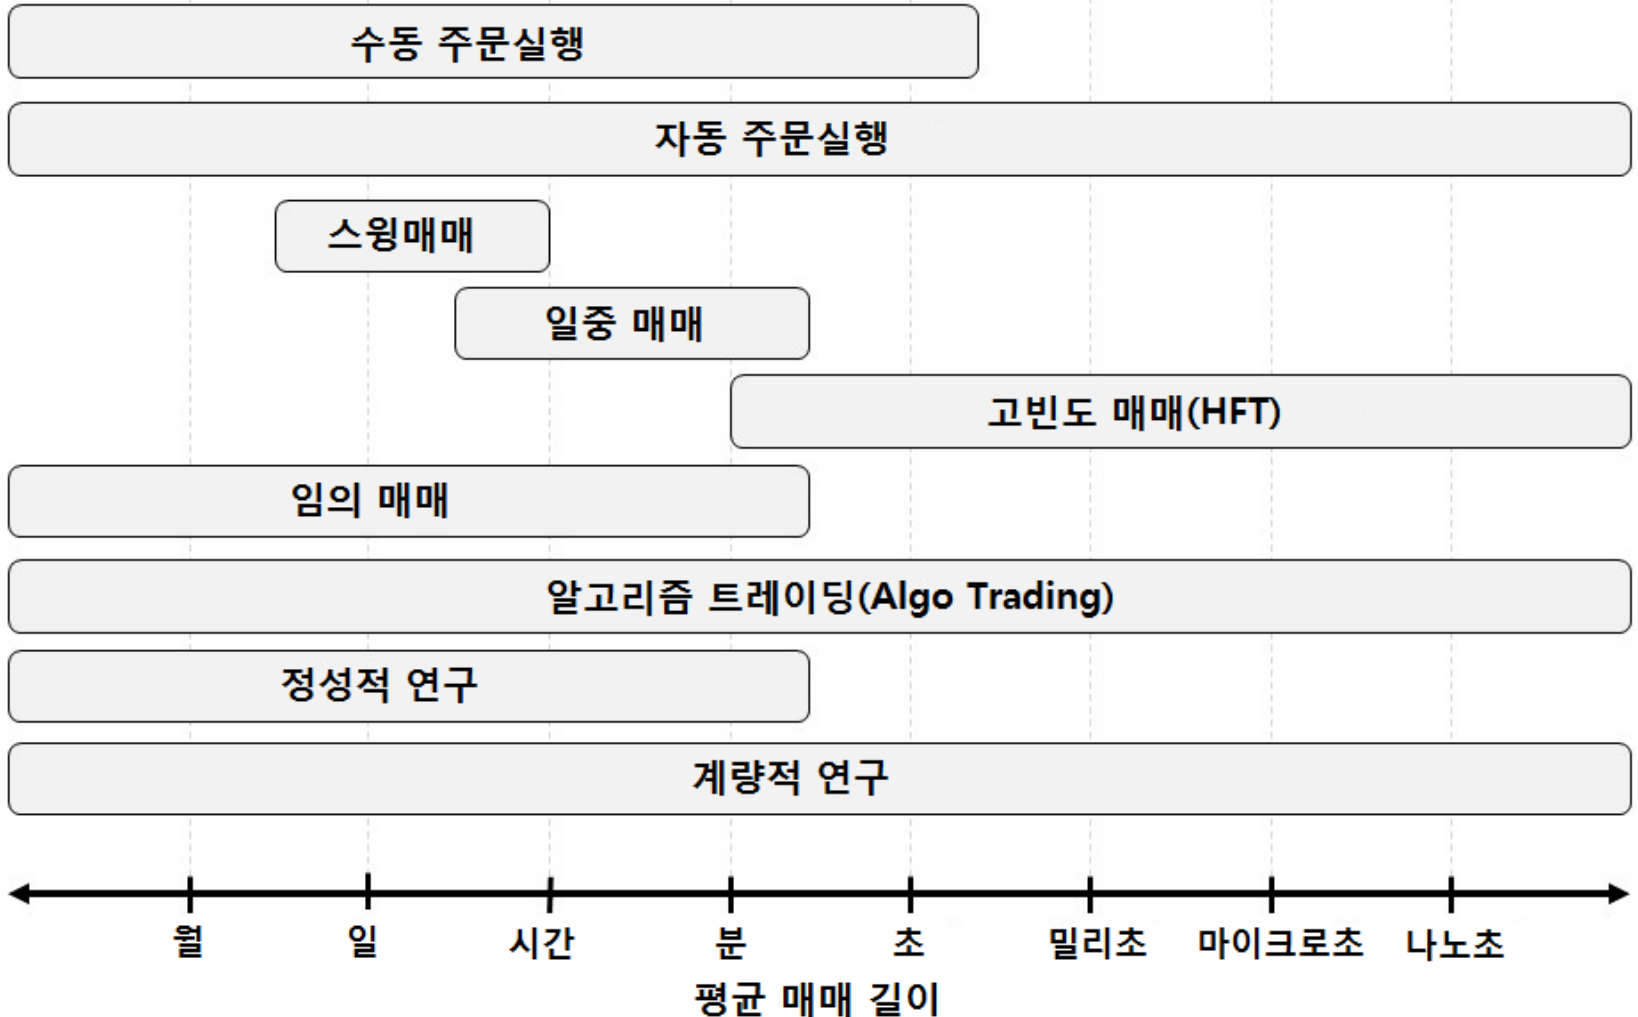 수동 주문실행
자동 주문실행
스윙매매
일중 매매
고빈도 매매(HFT)
임의 매매
알고리즘 트레이딩(Algo Trading)
정성적 연구
계량적 연구
월 일 시간 분 초 밀리초 마이크로초 나노초
평균 매매 길이